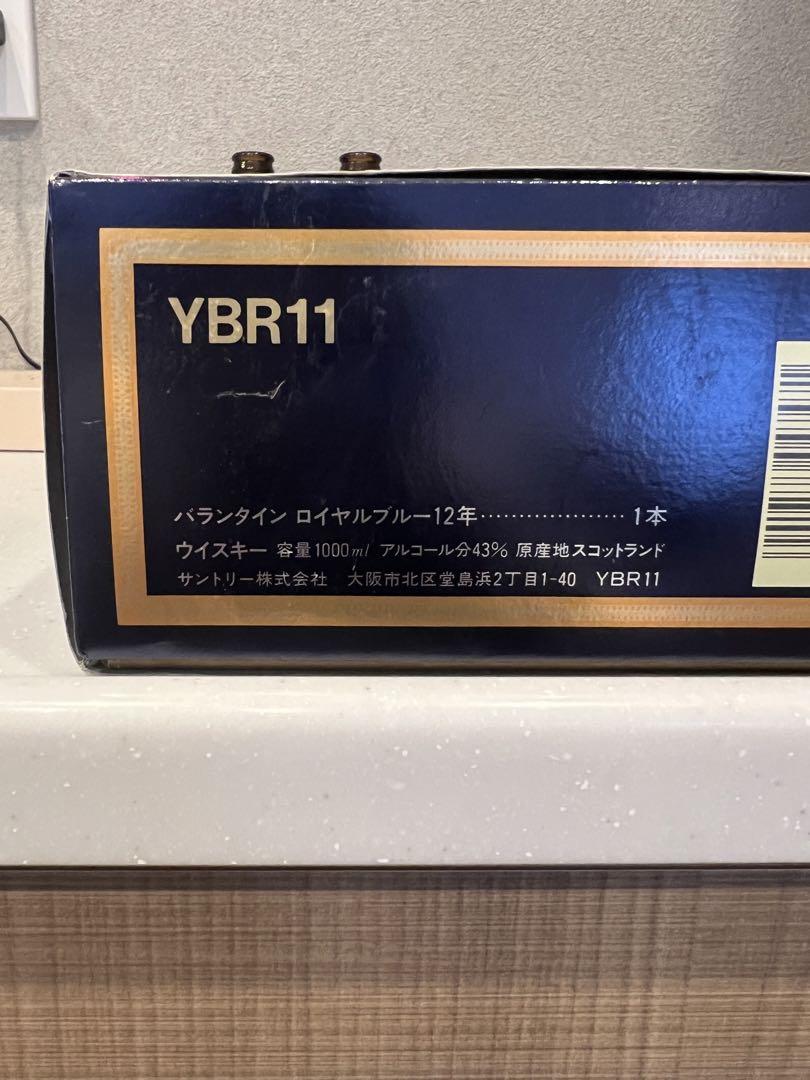 YBR11
バランタイン ロイヤルブルー12年・・・・・・・・・・・・・・・・・・・1本
ウイスキー 容量1000ml アルコール分43% 原産地スコットランド
サントリー株式会社 大阪市北区堂島浜2丁目1-40 YBR11